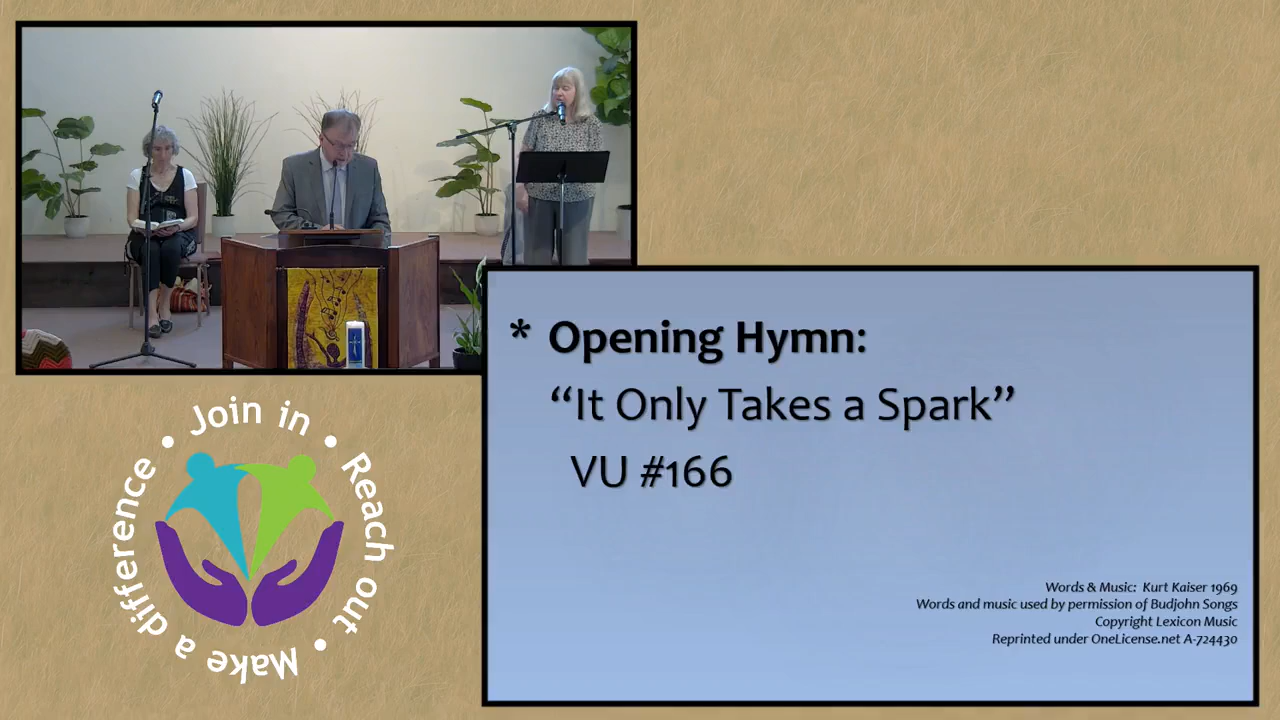 Join in • Reach out • Make a difference •
* Opening Hymn:
“It Only Takes a Spark”
VU #166
Words & Music: Kurt Kaiser 1969
Words and music used by permission of Budjohn Songs
Copyright Lexicon Music
Reprinted under OneLicense.net A-724430